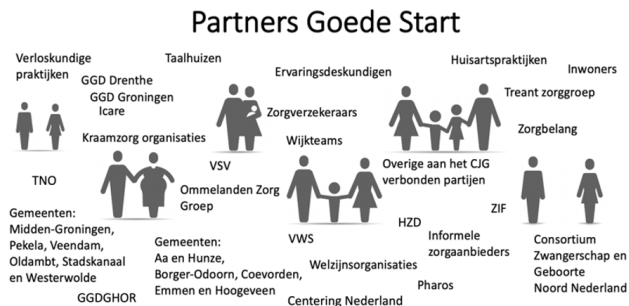 Partners Goede Start
Verloskundige
praktijken
Taalhuizen
Huisartspraktijken
GGD Drenthe
Ervaringsdeskundigen
Inwoners
GGD Groningen
Icare
Treant zorggroep
Zorgverzekeraars
Zorgbelang
Kraamzorg organisaties
Wijkteams
VSV
Overige aan het CJG
verbonden partijen
TNO
Ommelanden Zorg
Groep
Gemeenten:
Midden-Groningen,
Pekela, Veendam,
Oldambt, Stadskanaal
en Westerwolde
ZIF
HZD
Gemeenten:
Aa en Hunze,
Borger-Odoorn, Coevorden,
Emmen en Hoogeveen
VWS
Informele
zorgaanbieders
Consortium
Zwangerschap en
Geboorte
Noord Nederland
Welzijnsorganisaties
Pharos
GGDGHOR
Centering Nederland